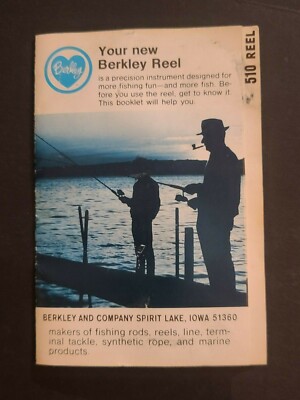 Berkley
Your new
Berkley Reel
is a precision instrument designed for
more fishing fun—and more fish. Be-
fore you use the reel, get to know it.
This booklet will help you.
510 REEL
BERKLEY AND COMPANY SPIRIT LAKE, IOWA 51360
makers of fishing rods, reels, line, term-
inal tackle, synthetic rope, and marine
products.